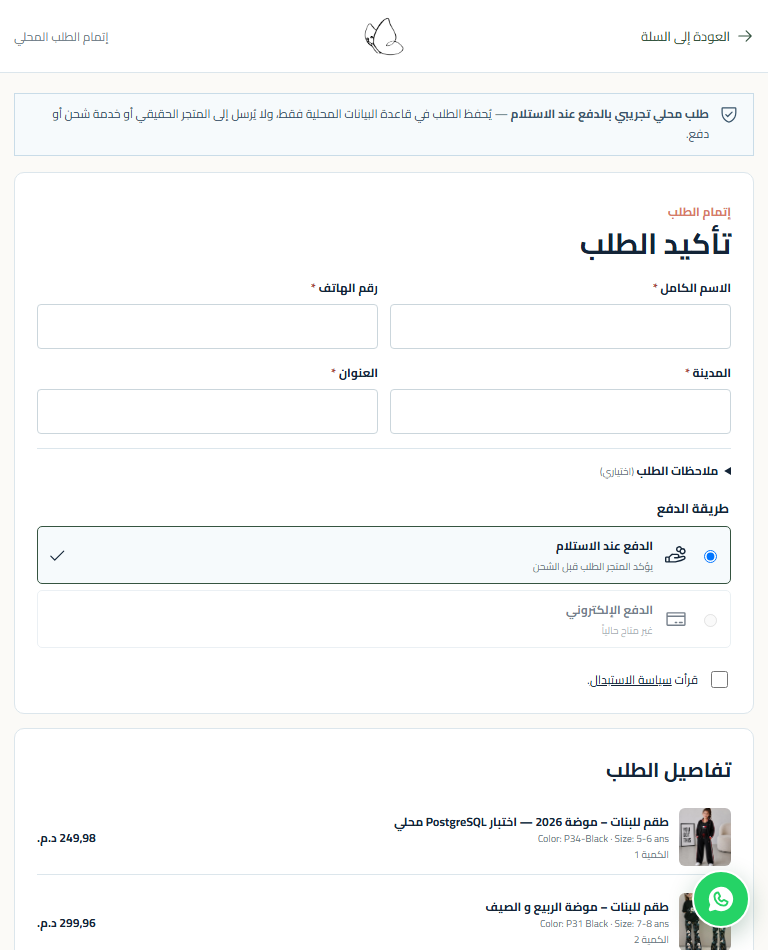 العودة إلى السلة
إتمام الطلب المحلي
طلب محلي تجريبي بالدفع عند الاستلام — يُحفظ الطلب في قاعدة البيانات المحلية فقط، ولا يُرسل إلى المتجر الحقيقي أو خدمة شحن أو
دفع.
إتمام الطلب
تأكيد الطلب
الاسم الكامل *
رقم الهاتف *
المدينة *
العنوان *
ملاحظات الطلب (اختياري)
طريقة الدفع
الدفع عند الاستلام
يؤكد المتجر الطلب قبل الشحن
الدفع الإلكتروني
غير متاح حالياً
قرأت سياسة الاستبدال.
تفاصيل الطلب
طقم للبنات – موضة 2026 — اختبار PostgreSQL محلي
Color: P34-Black · Size: 5-6 ans
الكمية 1
249,98 د.م.
طقم للبنات – موضة الربيع و الصيف
Color: P31 Black · Size: 7-8 ans
الكمية 2
299,96 د.م.